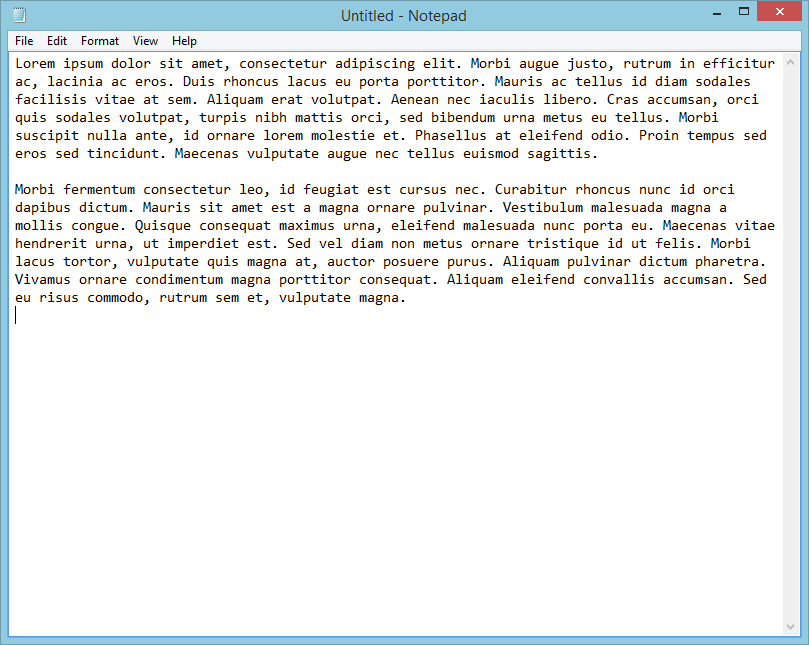 Untitled - Notepad
File Edit Format View Help
Lorem ipsum dolor sit amet, consectetur adipiscing elit. Morbi augue justo, rutrum in efficitur
ac, lacinia ac eros. Duis rhoncus lacus eu porta porttitor. Mauris ac tellus id diam sodales
facilisis vitae at sem. Aliquam erat volutpat. Aenean nec iaculis libero. Cras accumsan, orci
quis sodales volutpat, turpis nibh mattis orci, sed bibendum urna metus eu tellus. Morbi
suscipit nulla ante, id ornare lorem molestie et. Phasellus at eleifend odio. Proin tempus sed
eros sed tincidunt. Maecenas vulputate augue nec tellus euismod sagittis.

Morbi fermentum consectetur leo, id feugiat est cursus nec. Curabitur rhoncus nunc id orci
dapibus dictum. Mauris sit amet est a magna ornare pulvinar. Vestibulum malesuada magna a
mollis congue. Quisque consequat maximus urna, eleifend malesuada nunc porta eu. Maecenas vitae
hendrerit urna, ut imperdiet est. Sed vel diam non metus ornare tristique id ut felis. Morbi
lacus tortor, vulputate quis magna at, auctor posuere purus. Aliquam pulvinar dictum pharetra.
Vivamus ornare condimentum magna porttitor consequat. Aliquam eleifend convallis accumsan. Sed
eu risus commodo, rutrum sem et, vulputate magna.